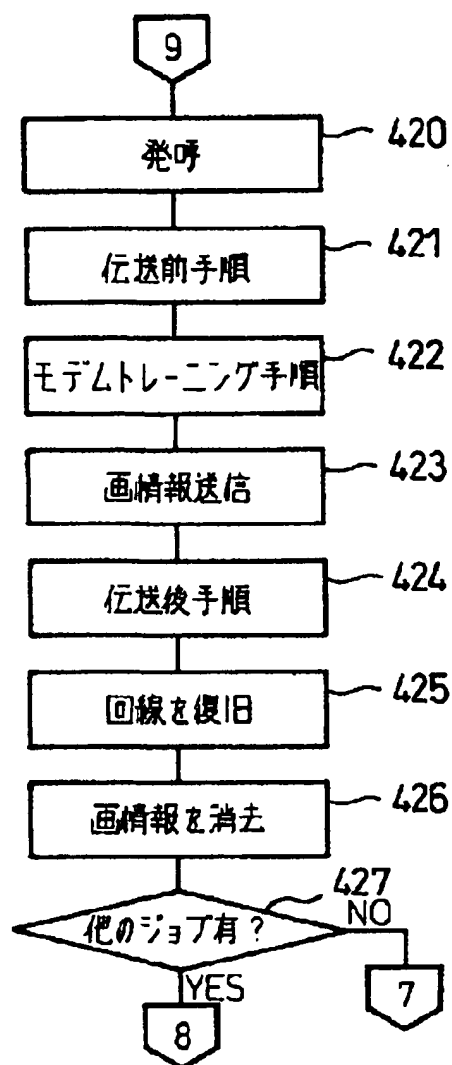 9
発呼
420
伝送前手順
421
モデムトレーニング手順
422
画情報送信
423
伝送後手順
424
回線を復旧
425
画情報を消去
426
427
他のジョブ有?
NO
YES
7
8